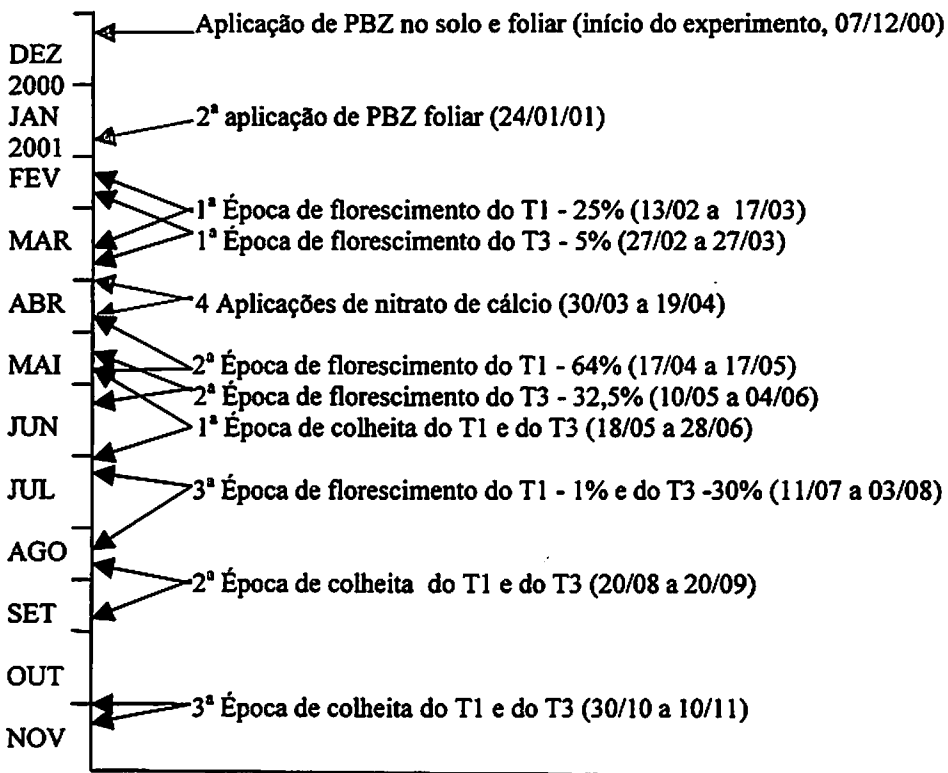 Aplicação de PBZ no solo e foliar (início do experimento, 07/12/00)
DEZ
2000
JAN
2001
2ª aplicação de PBZ foliar (24/01/01)
FEV
1ª Época de florescimento do T1 - 25% (13/02 a 17/03)
MAR
1ª Época de florescimento do T3 - 5% (27/02 a 27/03)
ABR
4 Aplicações de nitrato de cálcio (30/03 a 19/04)
MAI
2ª Época de florescimento do T1 - 64% (17/04 a 17/05)
2ª Época de florescimento do T3 - 32,5% (10/05 a 04/06)
JUN
1ª Época de colheita do T1 e do T3 (18/05 a 28/06)
JUL
3ª Época de florescimento do T1 - 1% e do T3 -30% (11/07 a 03/08)
AGO
2ª Época de colheita do T1 e do T3 (20/08 a 20/09)
SET
OUT
3ª Época de colheita do T1 e do T3 (30/10 a 10/11)
NOV